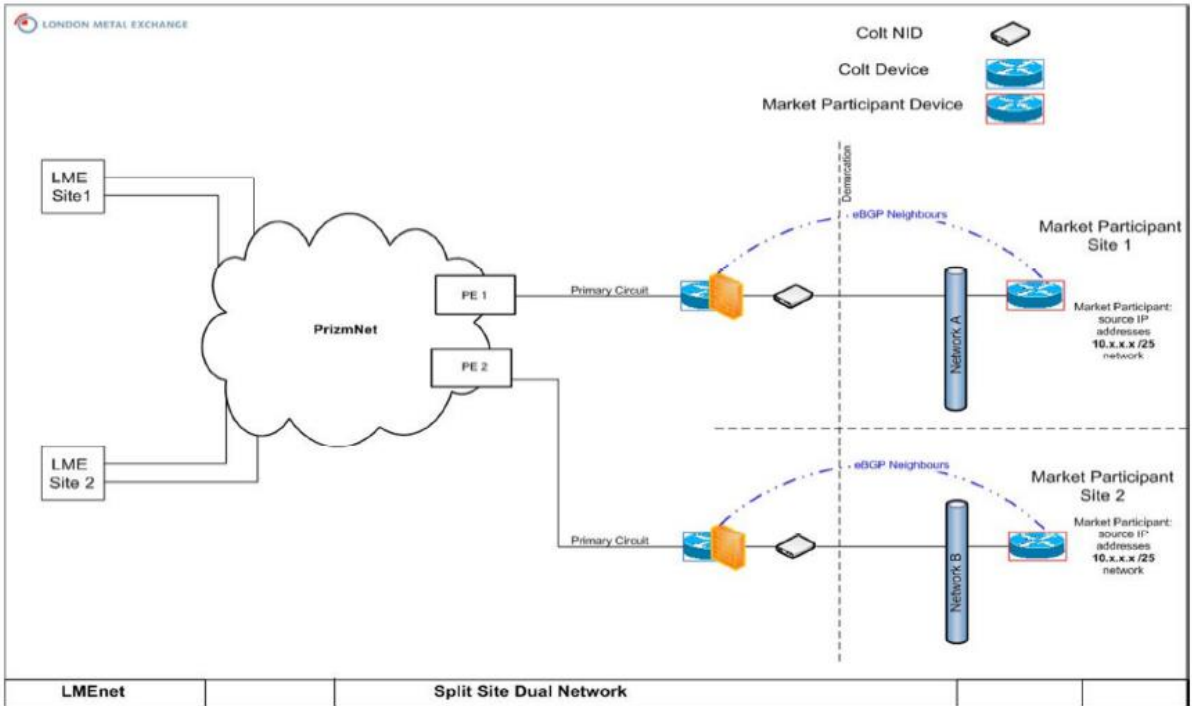 LONDON METAL EXCHANGE
Colt NID
Colt Device
Market Participant Device
LME
Site1
Demarcation
eBGP Neighbours
Market Participant
Site 1
PE 1
Primary Circuit
Network A
Market Participant:
source IP
addresses
10.x.x.x /25
network
PrizmNet
PE 2
LME
Site 2
eBGP Neighbours
Market Participant
Site 2
Primary Circuit
Network B
Market Participant:
source IP
addresses
10.x.x.x /25
network
LMEnet
Split Site Dual Network